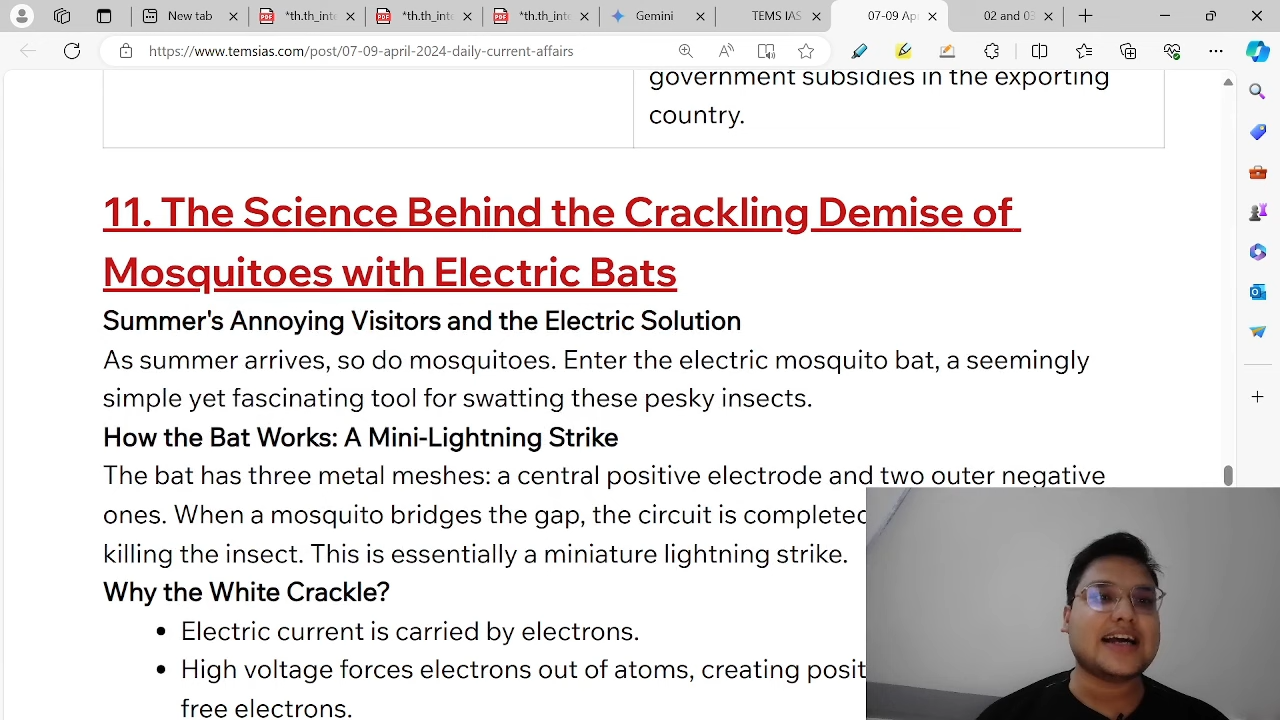 New tab
*th.th_inte
*th.th_into
*th.th_inte
Gemini
TEMS IAS
07-09 Apr
02 and 03
https://www.temsias.com/post/07-09-april-2024-daily-current-affairs
government subsidies in the exporting
country.
11. The Science Behind the Crackling Demise of
Mosquitoes with Electric Bats
Summer's Annoying Visitors and the Electric Solution
As summer arrives, so do mosquitoes. Enter the electric mosquito bat, a seemingly
simple yet fascinating tool for swatting these pesky insects.
How the Bat Works: A Mini-Lightning Strike
The bat has three metal meshes: a central positive electrode and two outer negative
ones. When a mosquito bridges the gap, the circuit is completed
killing the insect. This is essentially a miniature lightning strike.
Why the White Crackle?
• Electric current is carried by electrons.
• High voltage forces electrons out of atoms, creating posit
free electrons.